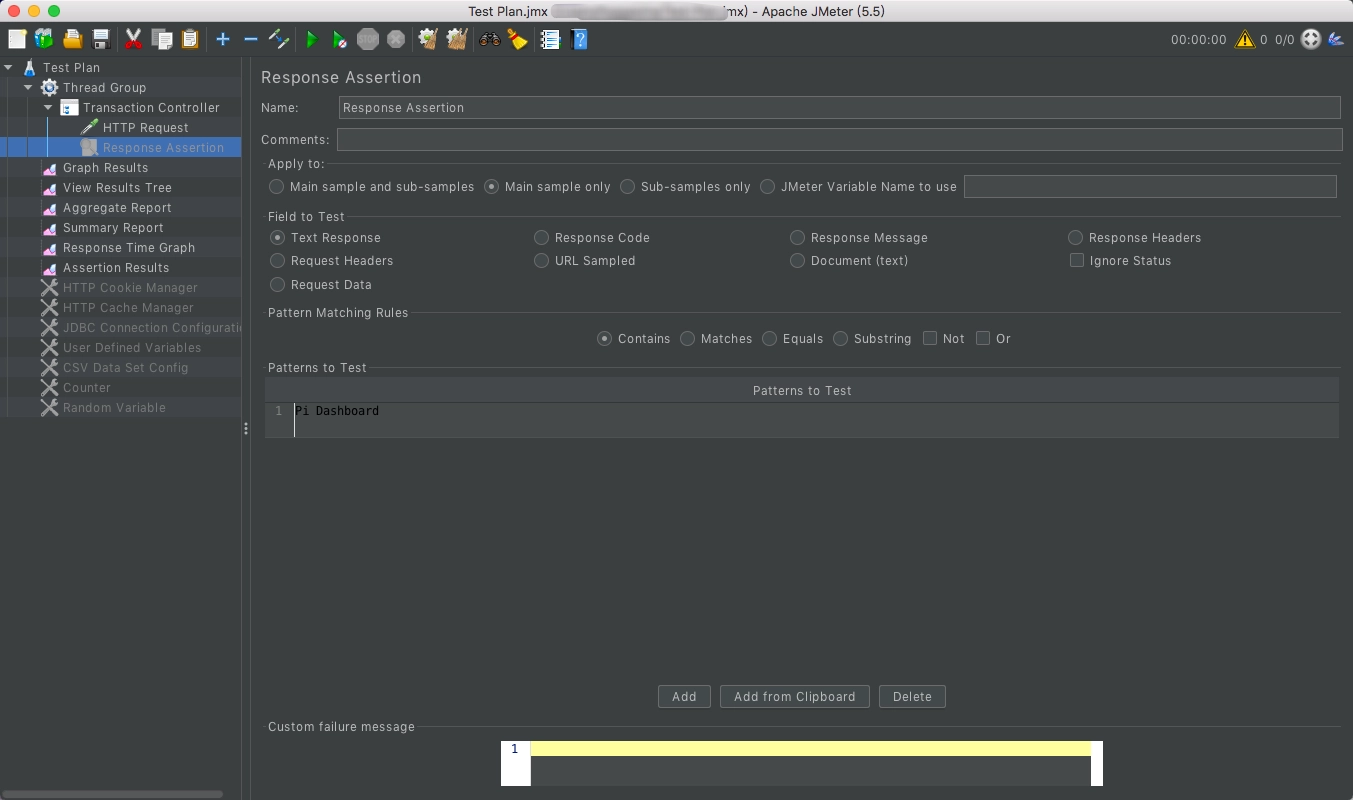 Test Plan.jmx mx) - Apache JMeter (5.5)
STOP
00:00:00 0 0/0
Test Plan
Thread Group
Transaction Controller
HTTP Request
Response Assertion
Graph Results
View Results Tree
Aggregate Report
Summary Report
Response Time Graph
Assertion Results
HTTP Cookie Manager
HTTP Cache Manager
JDBC Connection Configurati
User Defined Variables
CSV Data Set Config
Counter
Random Variable
Response Assertion
Name: Response Assertion
Comments:
Apply to:
Main sample and sub-samples Main sample only Sub-samples only JMeter Variable Name to use
Field to Test
Text Response Response Code Response Message Response Headers
Request Headers URL Sampled Document (text) Ignore Status
Request Data
Pattern Matching Rules
Contains Matches Equals Substring Not Or
Patterns to Test
Patterns to Test
1 Pi Dashboard
Add Add from Clipboard Delete
Custom failure message
1